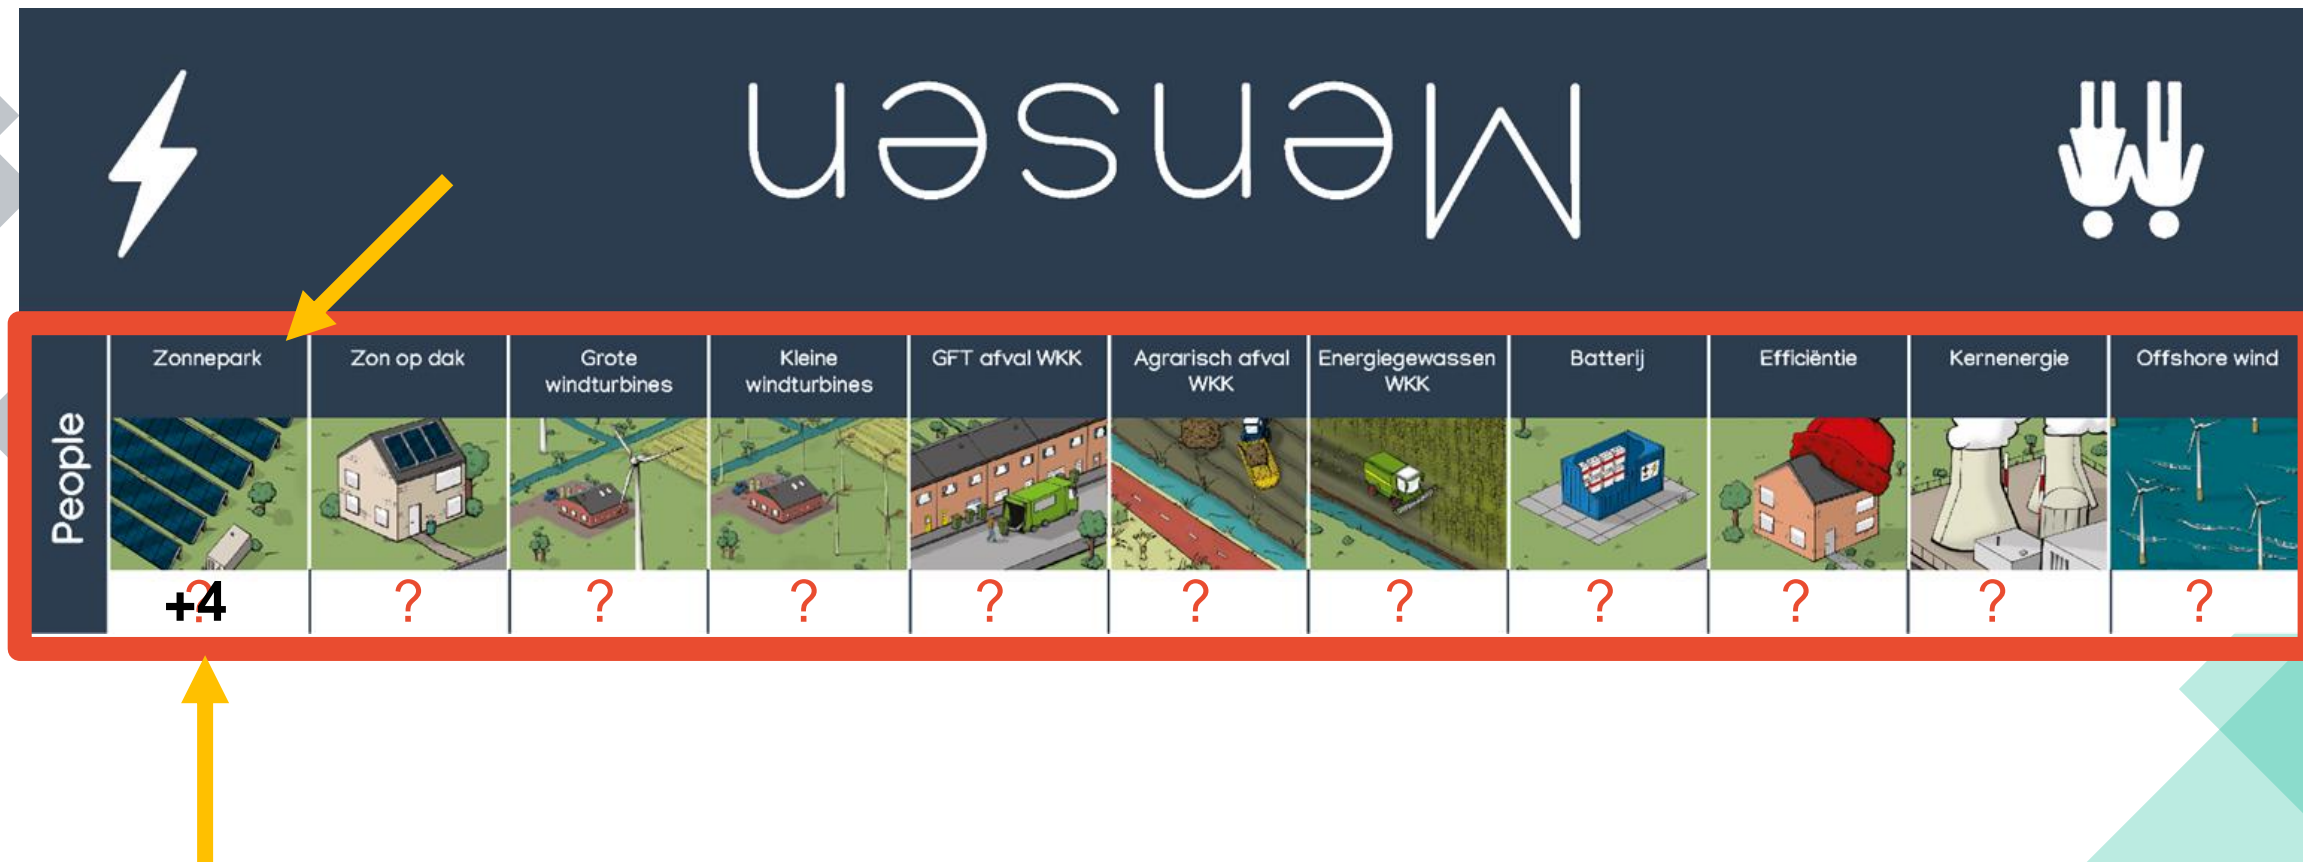 Mensen
People
Zonnepark
Zon op dak
Grote
windturbines
Kleine
windturbines
GFT afval WKK
Agrarisch afval
WKK
Energiegewassen
WKK
Batterij
Efficiëntie
Kernenergie
Offshore wind
?
+4
?
?
?
?
?
?
?
?
?
?